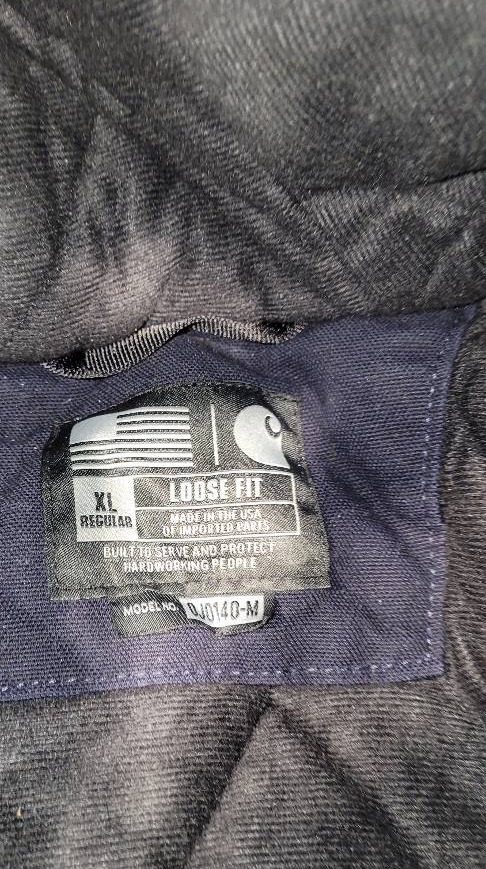 XL
REGULAR
LOOSE FIT
MADE IN THE USA
OF IMPORTED PARTS
BUILT TO SERVE AND PROTECT
HARDWORKING PEOPLE
MODEL NO. OJ0140-M